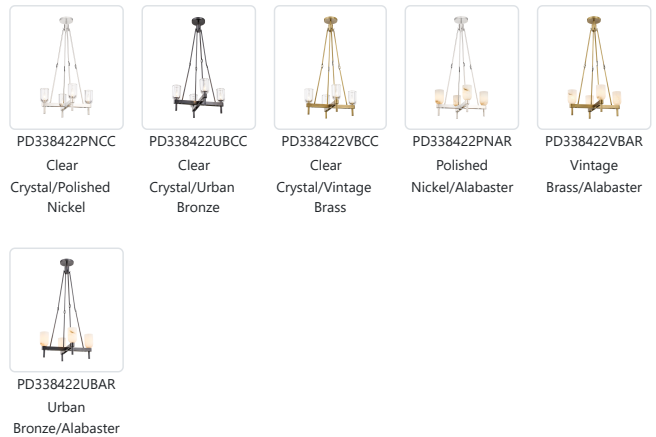 PD338422PNCC
Clear
Crystal/Polished
Nickel
PD338422UBCC
Clear
Crystal/Urban
Bronze
PD338422VBCC
Clear
Crystal/Vintage
Brass
PD338422PNAR
Polished
Nickel/Alabaster
PD338422VBAR
Vintage
Brass/Alabaster
PD338422UBAR
Urban
Bronze/Alabaster